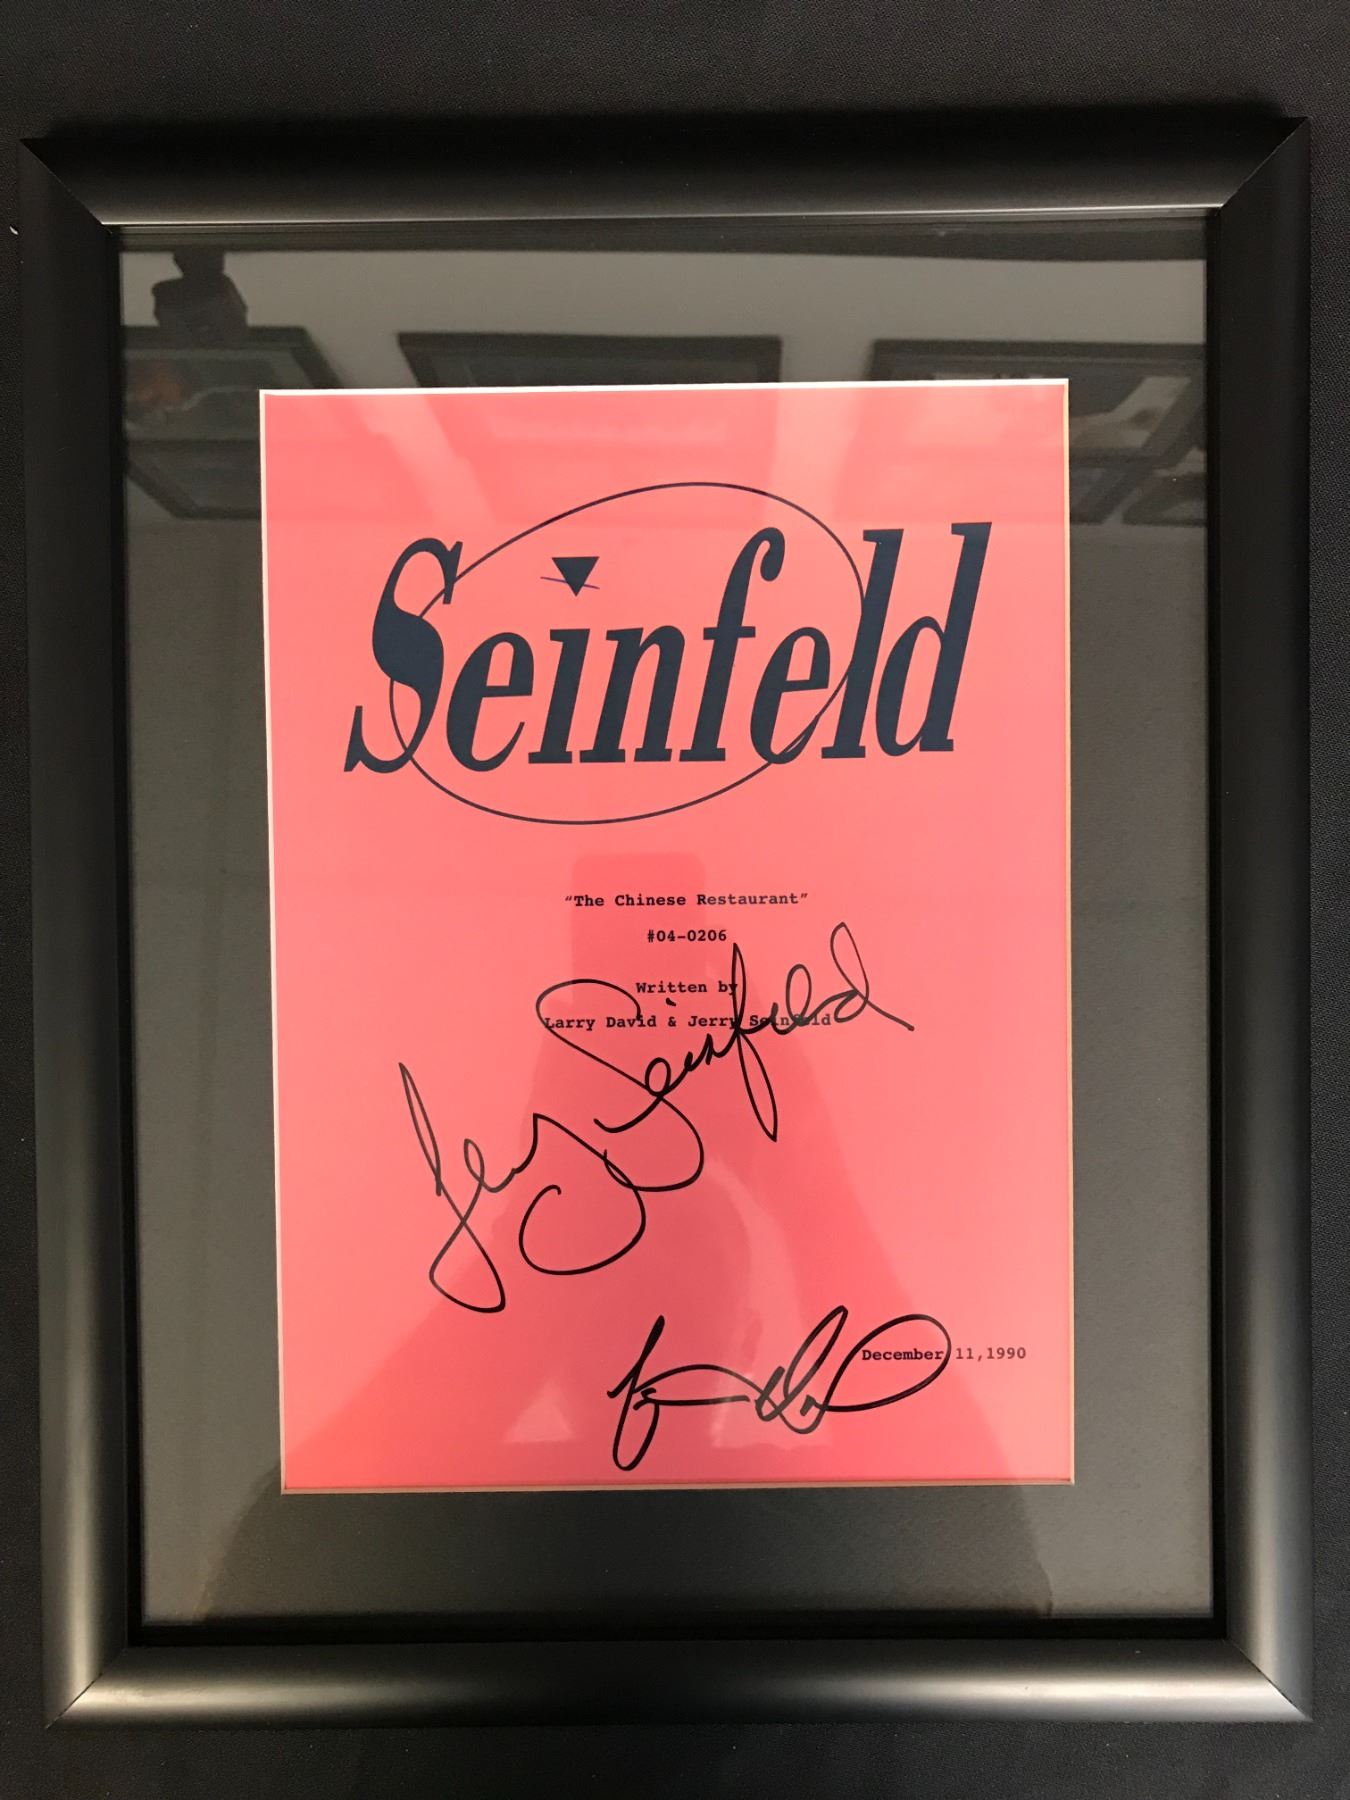 Seinfeld
"The Chinese Restaurant"
#04-0206
Written by
Larry David & Jerry Seinfeld
Jerry Seinfeld
December 11,1990